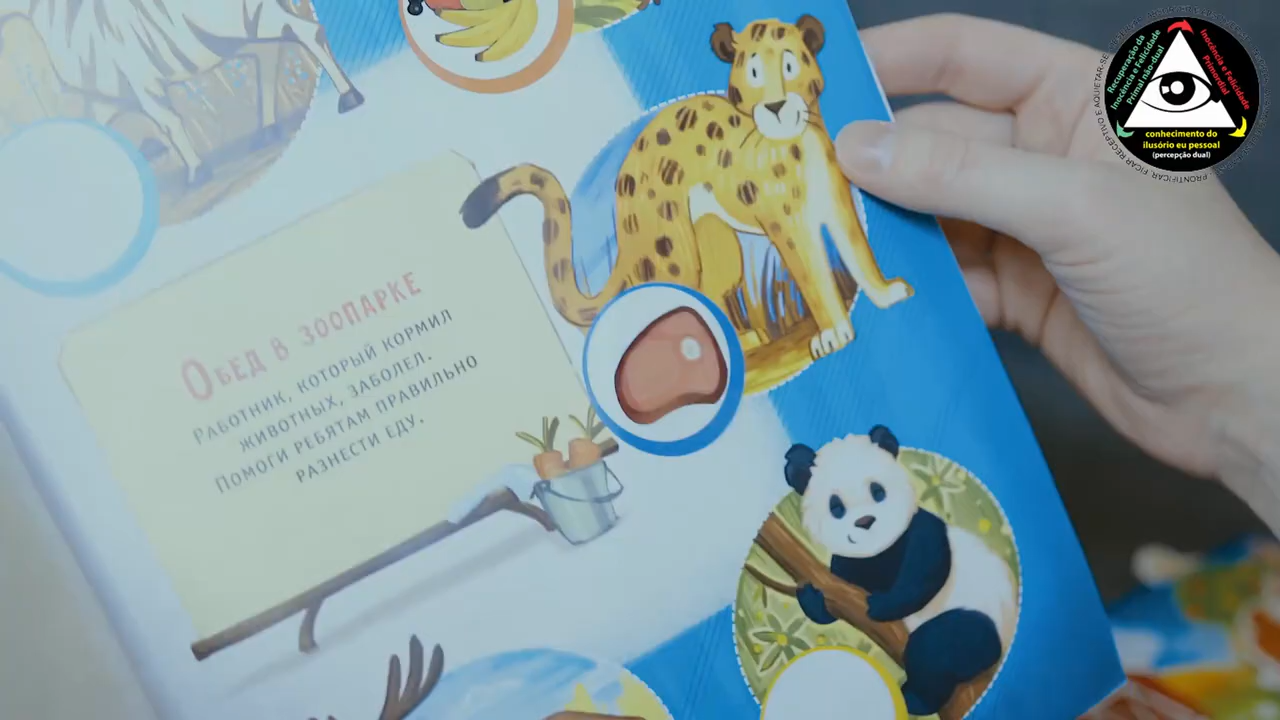 Обед в зоопарке
Работник, который кормил
животных, заболел.
Помоги ребятам правильно
разнести еду.
Recuperação da
Inocência e Felicidade
Primal não-dual
Inocência e Felicidade
Primordial
conhecimento do
ilusório eu pessoal
(percepção dual)